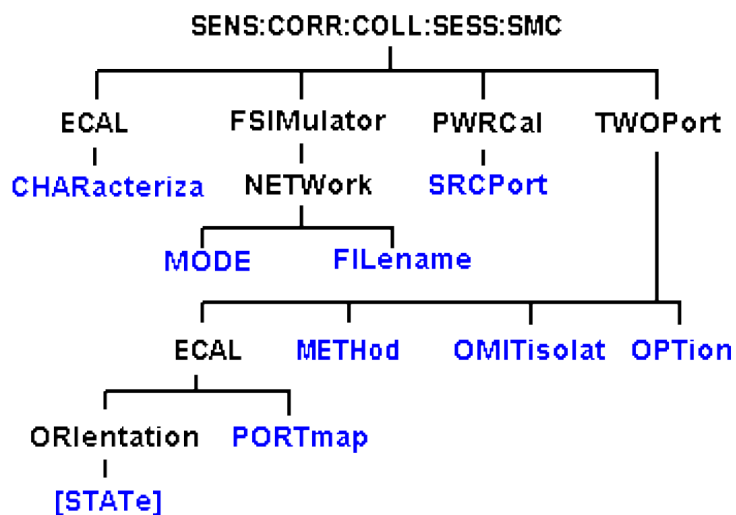 SENS:CORR:COLL:SESS:SMC
ECAL FSIMulator PWRCal TWOPort
CHARacteriza NETWork SRCPort
MODE FILename
ECAL METHod OMITisolat OPTion
ORIentation PORTmap
[STATe]